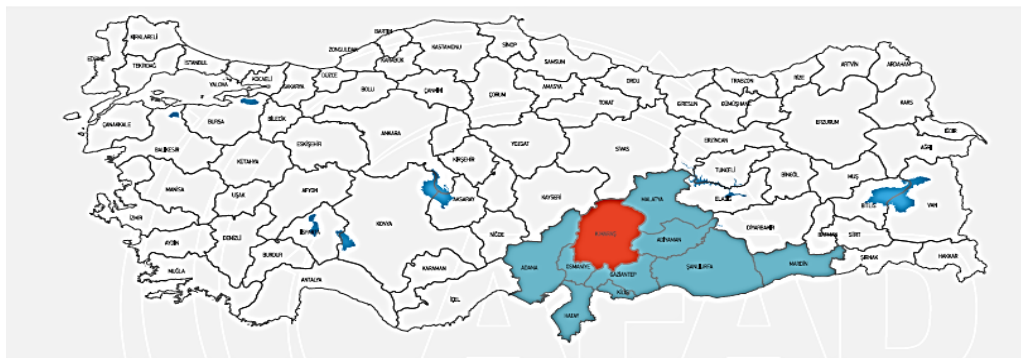 KIRKLARELİ
EDİRNE
TEKİRDAĞ
İSTANBUL
YALOVA
KOCAELİ
SAKARYA
DÜZCE
ZONGULDAK
BARTIN
KARABÜK
KASTAMONU
SİNOP
SAMSUN
ORDU
TRABZON
RİZE
ARTVİN
ARDAHAN
ÇANAKKALE
BURSA
BİLECİK
BOLU
ÇANKIRI
ÇORUM
AMASYA
TOKAT
GİRESUN
GÜMÜŞHANE
ERZURUM
KARS
IĞDIR
BALIKESİR
KÜTAHYA
ESKİŞEHİR
ANKARA
KIRŞEHİR
YOZGAT
SİVAS
ERZİNCAN
TUNCELİ
BİNGÖL
MUŞ
AĞRI
MANİSA
UŞAK
AFYON
KONYA
AKSARAY
KAYSERİ
MALATYA
ELAZIĞ
BİTLİS
VAN
İZMİR
AYDIN
DENİZLİ
ISPARTA
NİĞDE
ADIYAMAN
DİYARBAKIR
BATMAN
SİİRT
MUĞLA
BURDUR
ANTALYA
KARAMAN
İÇEL
ADANA
OSMANİYE
GAZİANTEP
ŞANLIURFA
MARDİN
ŞIRNAK
HAKKARİ
KİLİS
HATAY
AFAD